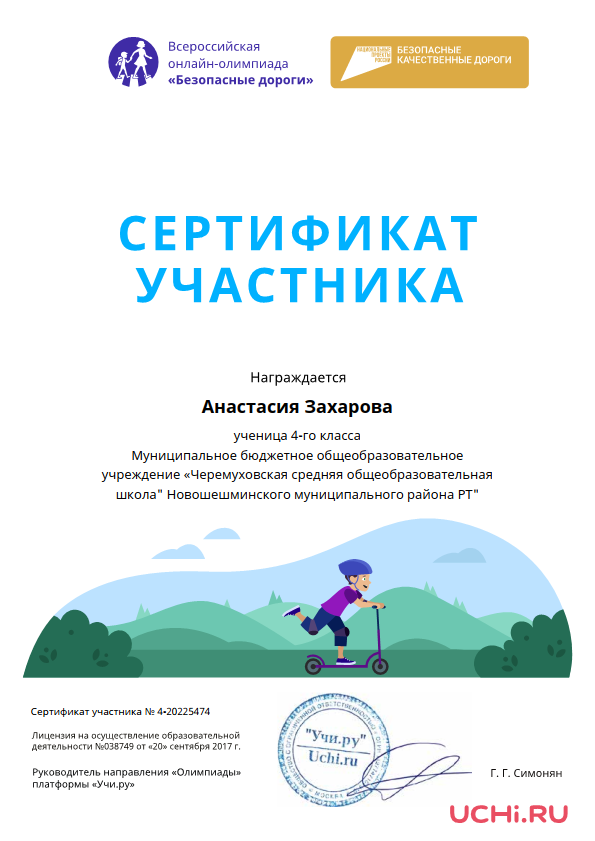 Всероссийская
онлайн-олимпиада
«Безопасные дороги»
НАЦИОНАЛЬНЫЕ
ПРОЕКТЫ
РОССИИ
БЕЗОПАСНЫЕ
КАЧЕСТВЕННЫЕ ДОРОГИ
СЕРТИФИКАТ
УЧАСТНИКА
Награждается
Анастасия Захарова
ученица 4-го класса
Муниципальное бюджетное общеобразовательное
учреждение «Черемуховская средняя общеобразовательная
школа" Новошешминского муниципального района РТ"
Сертификат участника № 4-20225474
Лицензия на осуществление образовательной
деятельности №038749 от «20» сентября 2017 г.
Руководитель направления «Олимпиады»
платформы «Учи.ру»
"Учи.ру"
Uchi.ru
МОСКВА
Г. Г. Симонян
UCHi.RU